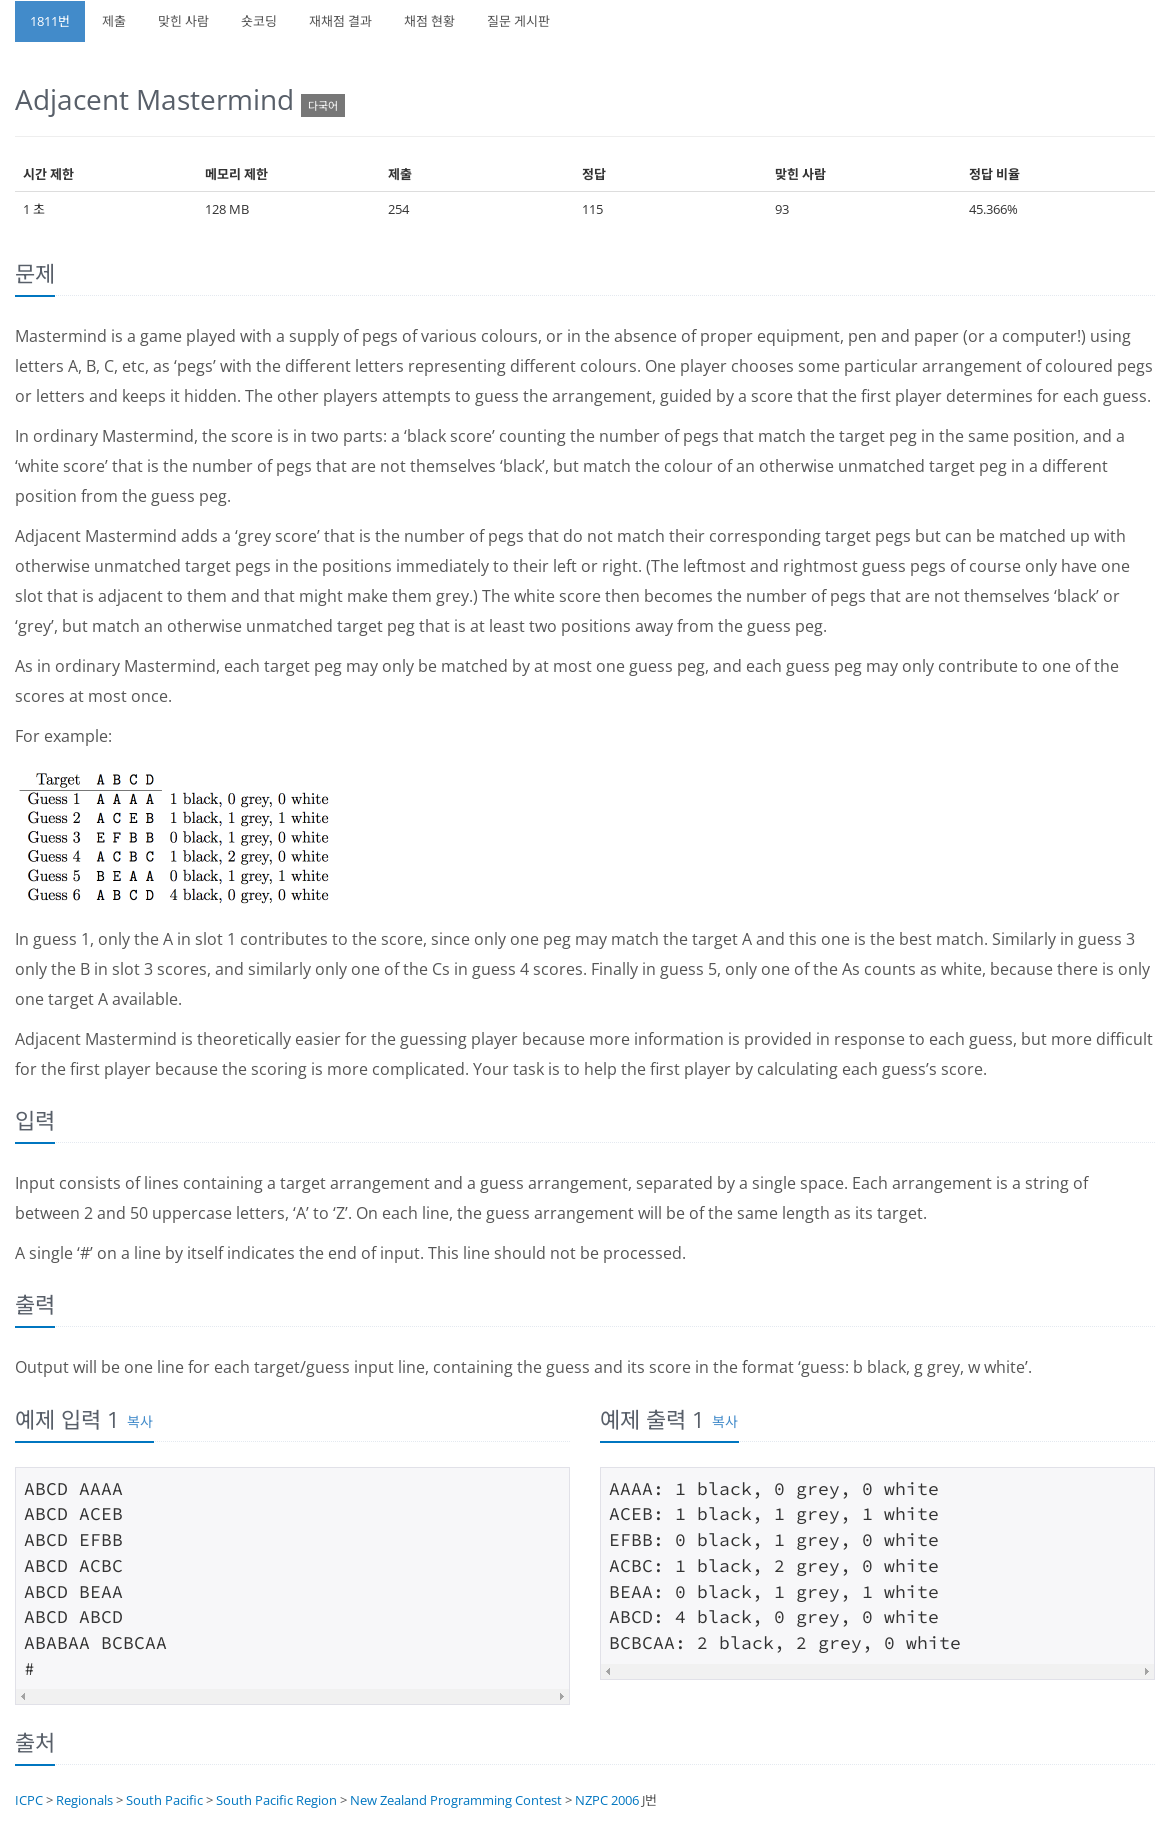 1811번 제출 맞힌 사람 숏코딩 재채점 결과 채점 현황 질문 게시판
Adjacent Mastermind 다국어
시간 제한 메모리 제한 제출 정답 맞힌 사람 정답 비율
1 초 128 MB 254 115 93 45.366%
문제
Mastermind is a game played with a supply of pegs of various colours, or in the absence of proper equipment, pen and paper (or a computer!) using
letters A, B, C, etc, as ‘pegs’ with the different letters representing different colours. One player chooses some particular arrangement of coloured pegs
or letters and keeps it hidden. The other players attempts to guess the arrangement, guided by a score that the first player determines for each guess.
In ordinary Mastermind, the score is in two parts: a ‘black score’ counting the number of pegs that match the target peg in the same position, and a
‘white score’ that is the number of pegs that are not themselves ‘black’, but match the colour of an otherwise unmatched target peg in a different
position from the guess peg.
Adjacent Mastermind adds a ‘grey score’ that is the number of pegs that do not match their corresponding target pegs but can be matched up with
otherwise unmatched target pegs in the positions immediately to their left or right. (The leftmost and rightmost guess pegs of course only have one
slot that is adjacent to them and that might make them grey.) The white score then becomes the number of pegs that are not themselves ‘black’ or
‘grey’, but match an otherwise unmatched target peg that is at least two positions away from the guess peg.
As in ordinary Mastermind, each target peg may only be matched by at most one guess peg, and each guess peg may only contribute to one of the
scores at most once.
For example:
Target A B C D
Guess 1 A A A A 1 black, 0 grey, 0 white
Guess 2 A C E B 1 black, 1 grey, 1 white
Guess 3 E F B B 0 black, 1 grey, 0 white
Guess 4 A C B C 1 black, 2 grey, 0 white
Guess 5 B E A A 0 black, 1 grey, 1 white
Guess 6 A B C D 4 black, 0 grey, 0 white
In guess 1, only the A in slot 1 contributes to the score, since only one peg may match the target A and this one is the best match. Similarly in guess 3
only the B in slot 3 scores, and similarly only one of the Cs in guess 4 scores. Finally in guess 5, only one of the As counts as white, because there is only
one target A available.
Adjacent Mastermind is theoretically easier for the guessing player because more information is provided in response to each guess, but more difficult
for the first player because the scoring is more complicated. Your task is to help the first player by calculating each guess’s score.
입력
Input consists of lines containing a target arrangement and a guess arrangement, separated by a single space. Each arrangement is a string of
between 2 and 50 uppercase letters, ‘A’ to ‘Z’. On each line, the guess arrangement will be of the same length as its target.
A single ‘#’ on a line by itself indicates the end of input. This line should not be processed.
출력
Output will be one line for each target/guess input line, containing the guess and its score in the format ‘guess: b black, g grey, w white’.
예제 입력 1 복사
ABCD AAAA
ABCD ACEB
ABCD EFBB
ABCD ACBC
ABCD BEAA
ABCD ABCD
ABABAA BCBCAA
#
예제 출력 1 복사
AAAA: 1 black, 0 grey, 0 white
ACEB: 1 black, 1 grey, 1 white
EFBB: 0 black, 1 grey, 0 white
ACBC: 1 black, 2 grey, 0 white
BEAA: 0 black, 1 grey, 1 white
ABCD: 4 black, 0 grey, 0 white
BCBCAA: 2 black, 2 grey, 0 white
출처
ICPC > Regionals > South Pacific > South Pacific Region > New Zealand Programming Contest > NZPC 2006 J번